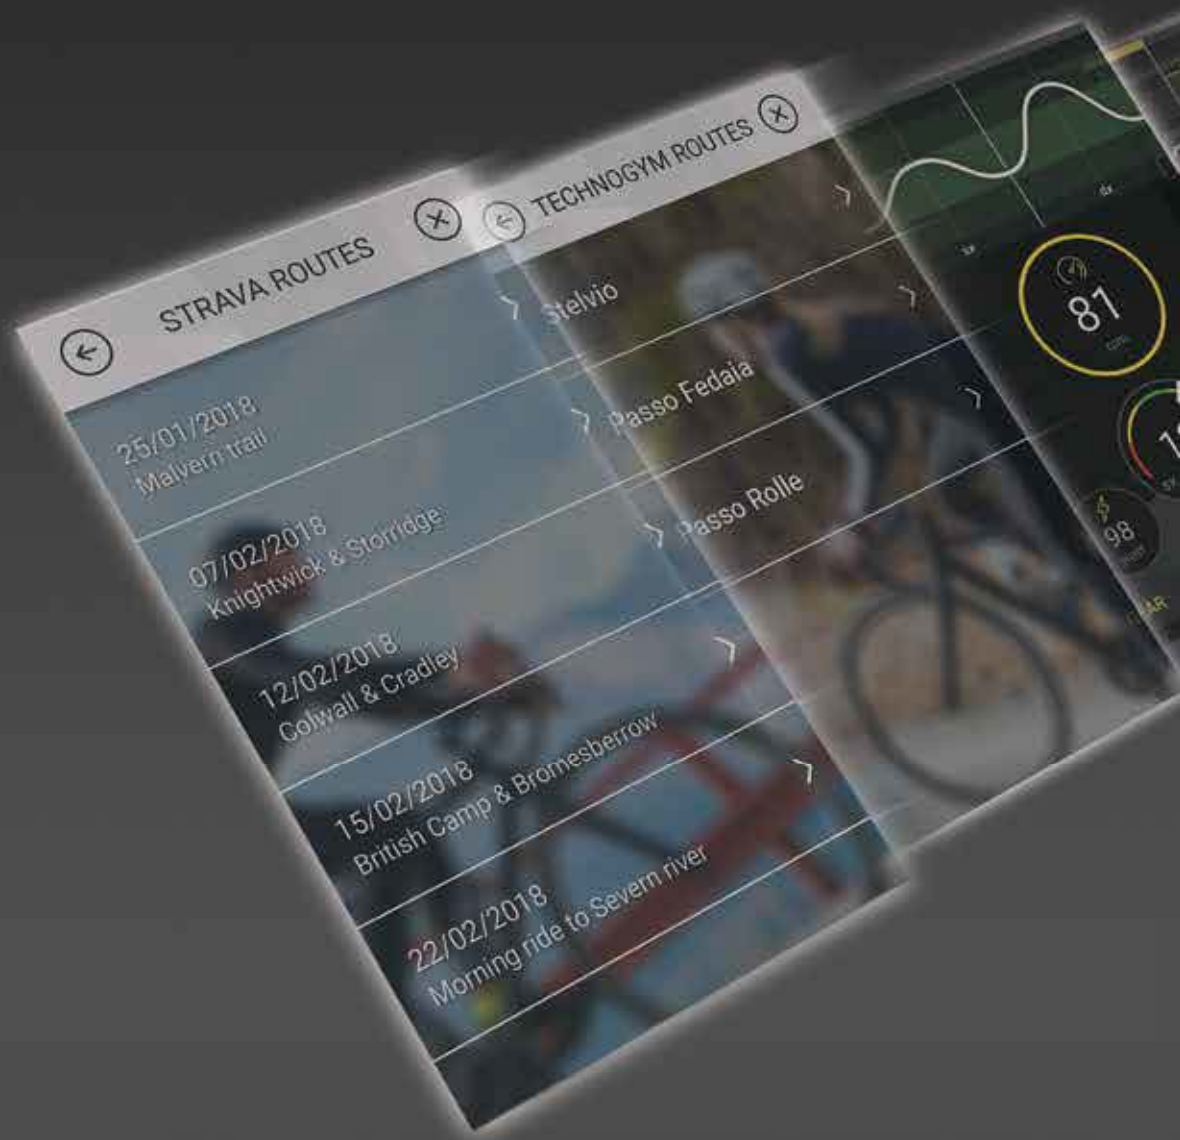 STRAVA ROUTES
25/01/2018
Malvern trail
07/02/2018
Knightwick & Storridge
12/02/2018
Colwall & Cradley
15/02/2018
British Camp & Bromesberrow
22/02/2018
Morning ride to Severn river
TECHNOGYM ROUTES
Stelvio
Passo Fedaia
Passo Rolle
81
98